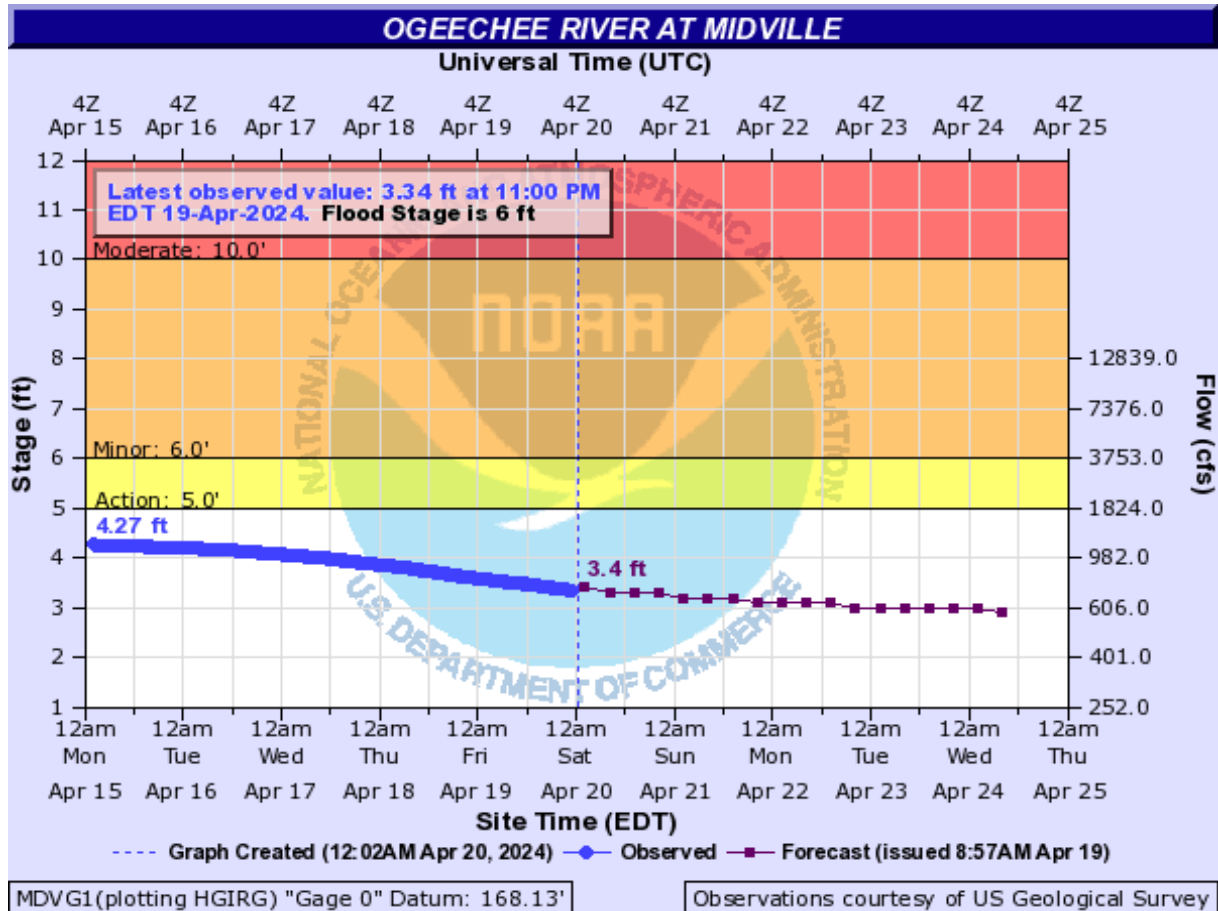 OGEECHEE RIVER AT MIDVILLE
Universal Time (UTC)
4Z 4Z 4Z 4Z 4Z 4Z 4Z 4Z 4Z 4Z 4Z
Apr 15 Apr 16 Apr 17 Apr 18 Apr 19 Apr 20 Apr 21 Apr 22 Apr 23 Apr 24 Apr 25
Latest observed value: 3.34 ft at 11:00 PM
EDT 19-Apr-2024. Flood Stage is 6 ft
Moderate: 10.0'
Minor: 6.0'
Action: 5.0'
4.27 ft
3.4 ft
NATIONAL OCEANIC AND ATMOSPHERIC ADMINISTRATION
NOAA
U.S. DEPARTMENT OF COMMERCE
Stage (ft)
12
11
10
9
8
7
6
5
4
3
2
1
Flow (cfs)
12839.0
7376.0
3753.0
1824.0
982.0
606.0
401.0
252.0
12am 12am 12am 12am 12am 12am 12am 12am 12am 12am 12am
Mon Tue Wed Thu Fri Sat Sun Mon Tue Wed Thu
Apr 15 Apr 16 Apr 17 Apr 18 Apr 19 Apr 20 Apr 21 Apr 22 Apr 23 Apr 24 Apr 25
Site Time (EDT)
Graph Created (12:02AM Apr 20, 2024) Observed Forecast (issued 8:57AM Apr 19)
MDVG1(plotting HGIRG) "Gage 0" Datum: 168.13'
Observations courtesy of US Geological Survey